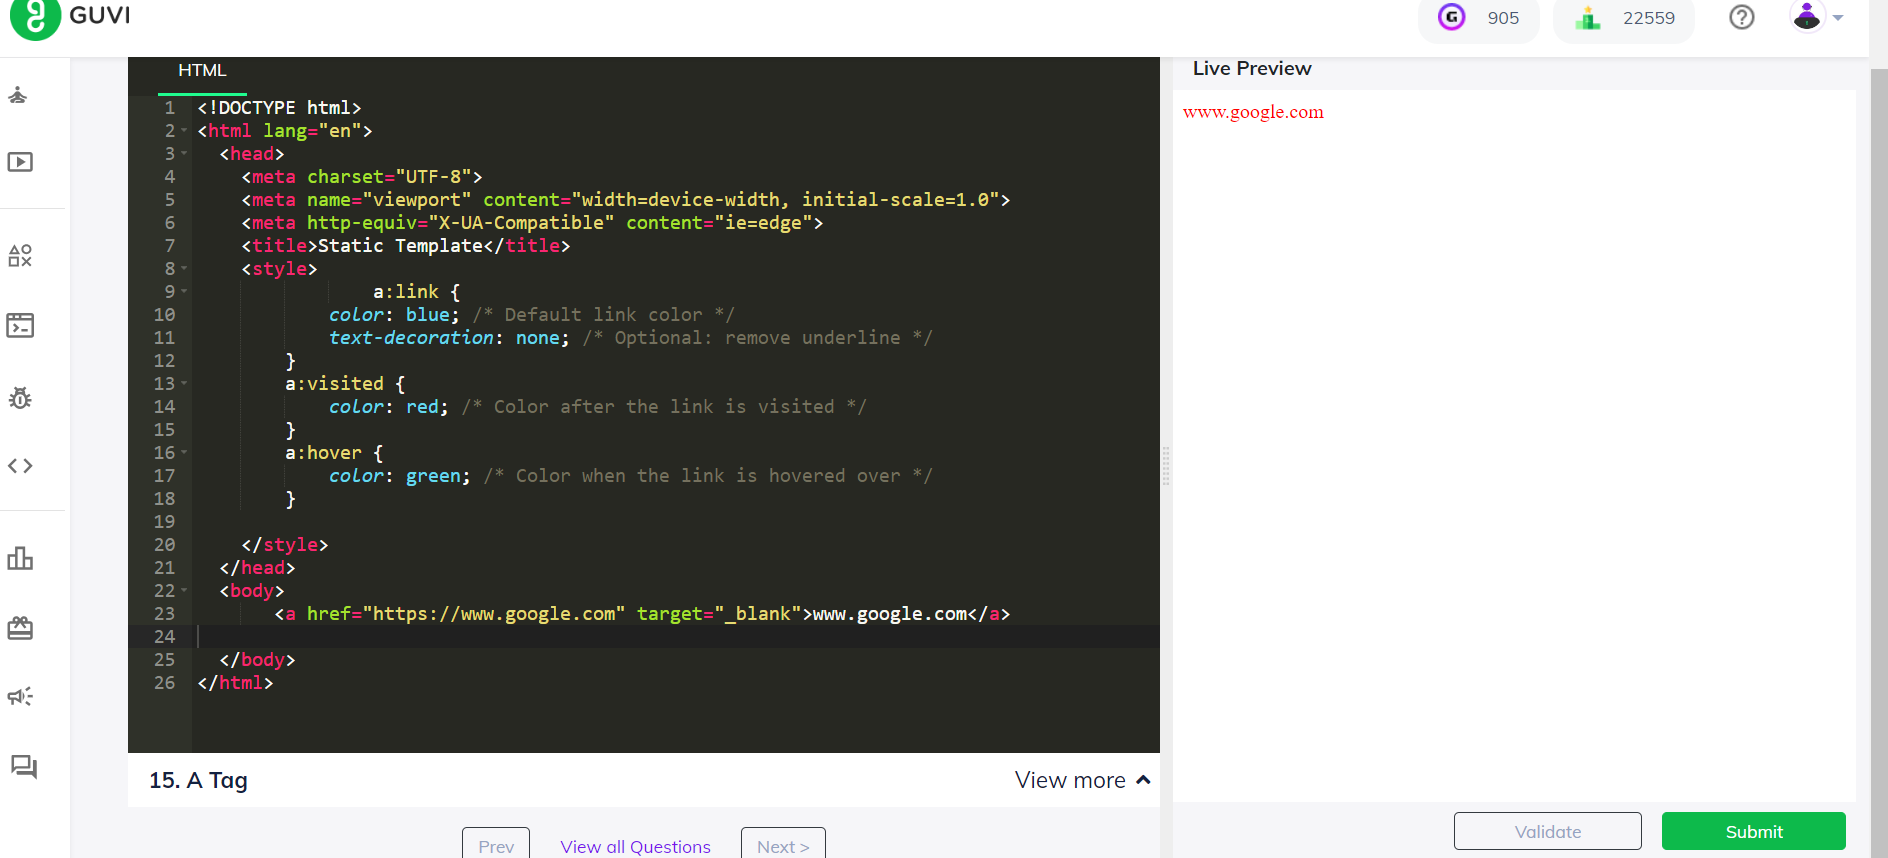 GUVI
905
22559
HTML
Live Preview
1 <!DOCTYPE html>
2 <html lang="en">
3 <head>
4 <meta charset="UTF-8">
5 <meta name="viewport" content="width=device-width, initial-scale=1.0">
6 <meta http-equiv="X-UA-Compatible" content="ie=edge">
7 <title>Static Template</title>
8 <style>
9 a:link {
10 color: blue; /* Default link color */
11 text-decoration: none; /* Optional: remove underline */
12 }
13 a:visited {
14 color: red; /* Color after the link is visited */
15 }
16 a:hover {
17 color: green; /* Color when the link is hovered over */
18 }
19
20 </style>
21 </head>
22 <body>
23 <a href="https://www.google.com" target="_blank">www.google.com</a>
24
25 </body>
26 </html>
www.google.com
15. A Tag
View more
Prev
View all Questions
Next >
Validate
Submit